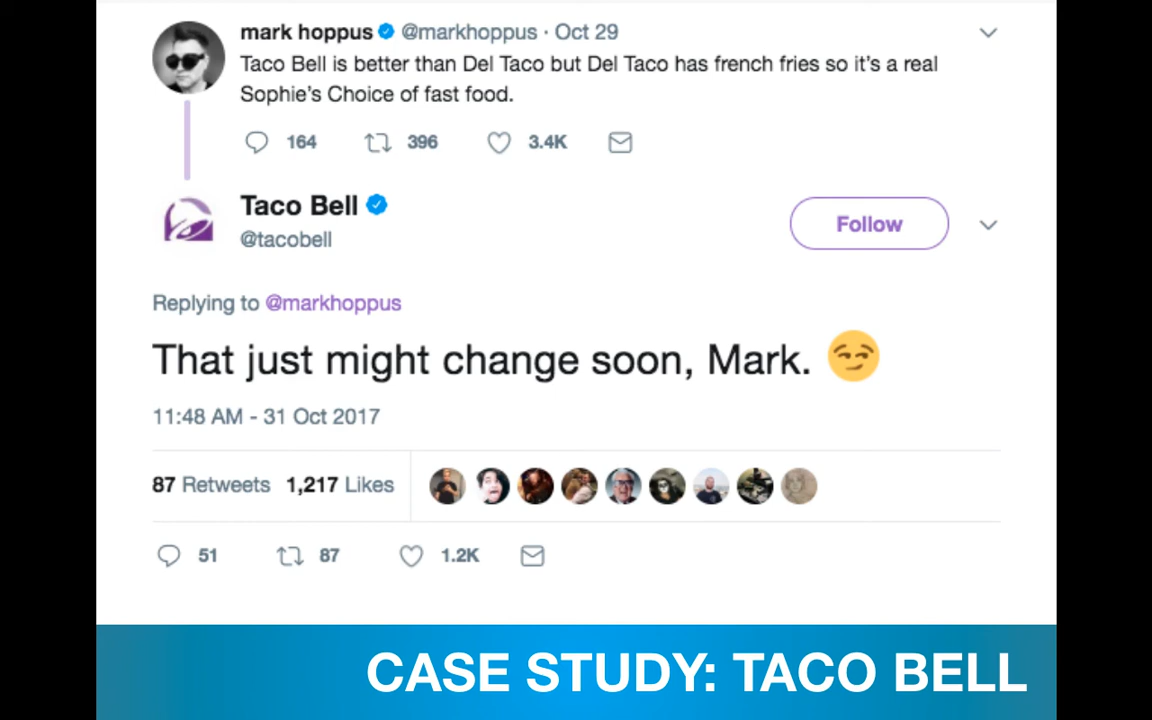 mark hoppus @markhoppus · Oct 29
Taco Bell is better than Del Taco but Del Taco has french fries so it's a real
Sophie's Choice of fast food.
164 396 3.4K
Taco Bell
@tacobell
Follow
Replying to @markhoppus
That just might change soon, Mark. 😏
11:48 AM - 31 Oct 2017
87 Retweets 1,217 Likes
51 87 1.2K
CASE STUDY: TACO BELL